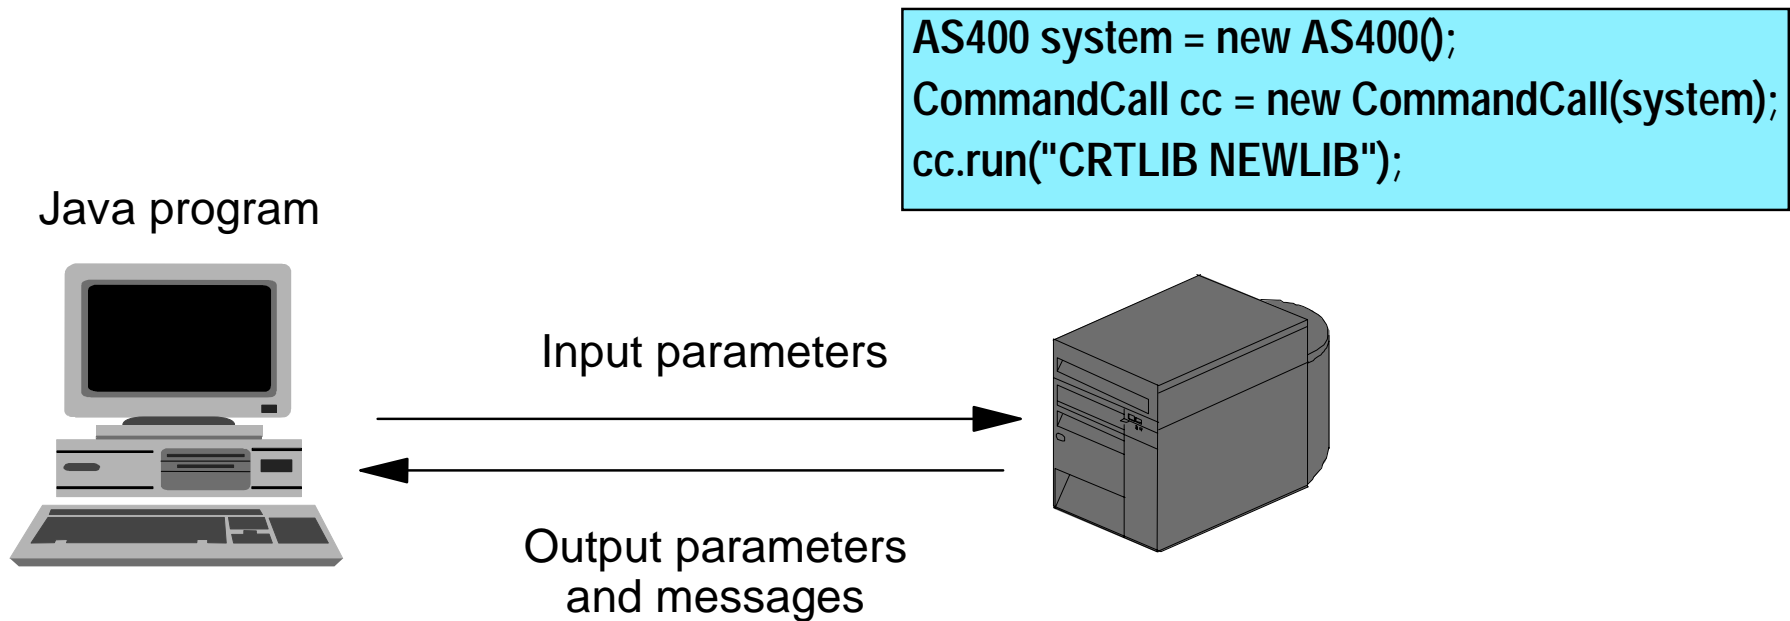 AS400 system = new AS400();
CommandCall cc = new CommandCall(system);
cc.run("CRTLIB NEWLIB");
Java program
Input parameters
Output parameters
and messages